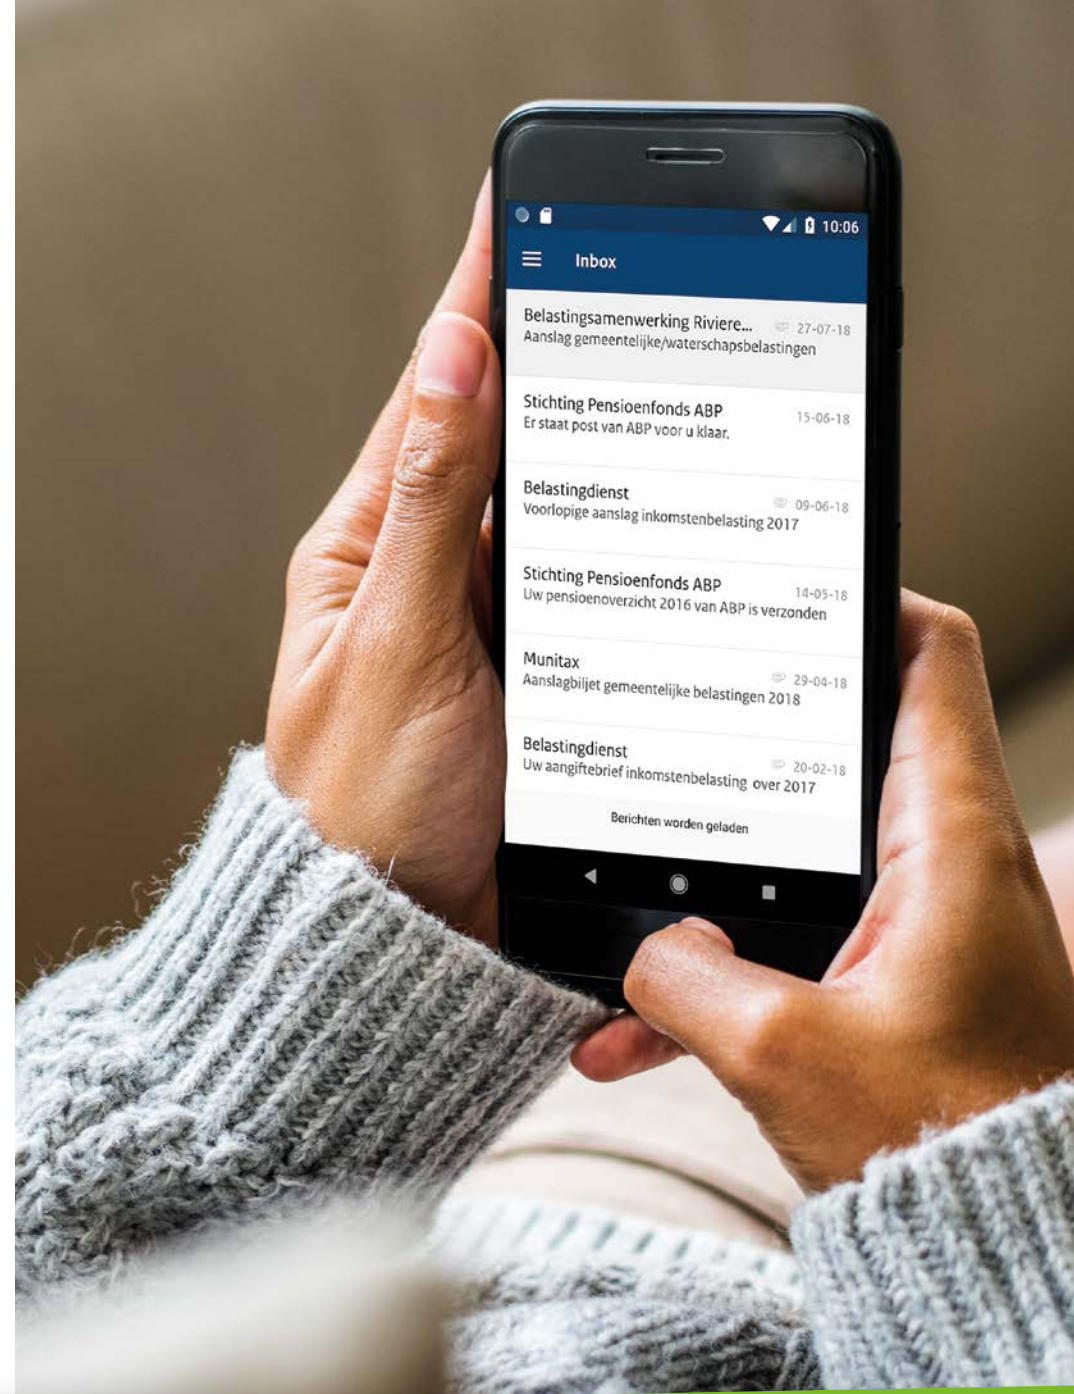 10:06
Inbox
Belastingsamenwerking Riviere... 27-07-18
Aanslag gemeentelijke/waterschapsbelastingen
Stichting Pensioenfonds ABP 15-06-18
Er staat post van ABP voor u klaar.
Belastingdienst 09-06-18
Voorlopige aanslag inkomstenbelasting 2017
Stichting Pensioenfonds ABP 14-05-18
Uw pensioenoverzicht 2016 van ABP is verzonden
Munitax 29-04-18
Aanslagbiljet gemeentelijke belastingen 2018
Belastingdienst 20-02-18
Uw aangiftebrief inkomstenbelasting over 2017
Berichten worden geladen